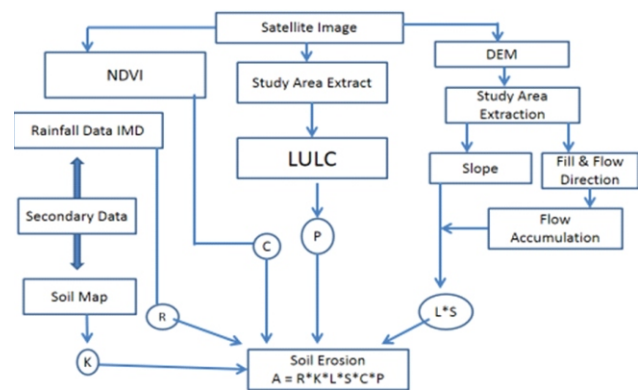 Satellite Image
NDVI
DEM
Study Area Extract
Study Area
Extraction
Rainfall Data IMD
LULC
Slope
Fill & Flow
Direction
Secondary Data
Flow
Accumulation
C
P
Soil Map
R
L*S
K
Soil Erosion
A = R*K*L*S*C*P